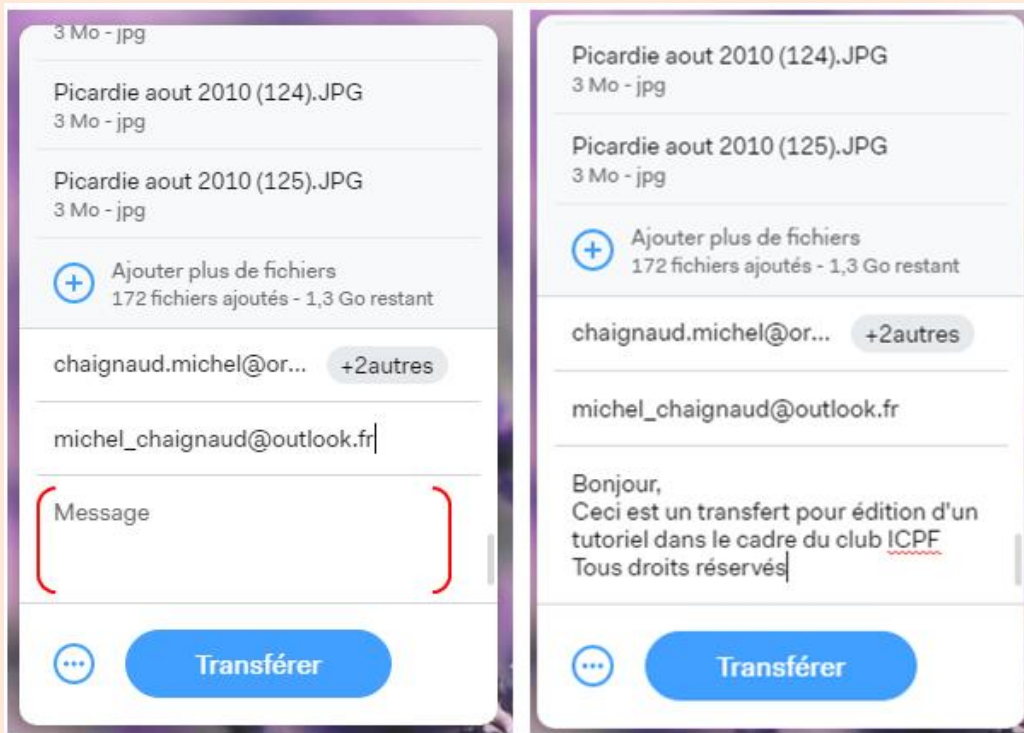 3 Mo - jpg
Picardie aout 2010 (124).JPG
3 Mo - jpg
Picardie aout 2010 (125).JPG
3 Mo - jpg
Ajouter plus de fichiers
172 fichiers ajoutés - 1,3 Go restant
chaignaud.michel@or... +2autres
michel_chaignaud@outlook.fr
Message
Transférer
Picardie aout 2010 (124).JPG
3 Mo - jpg
Picardie aout 2010 (125).JPG
3 Mo - jpg
Ajouter plus de fichiers
172 fichiers ajoutés - 1,3 Go restant
chaignaud.michel@or... +2autres
michel_chaignaud@outlook.fr
Bonjour,
Ceci est un transfert pour édition d'un
tutoriel dans le cadre du club ICPF
Tous droits réservés
Transférer